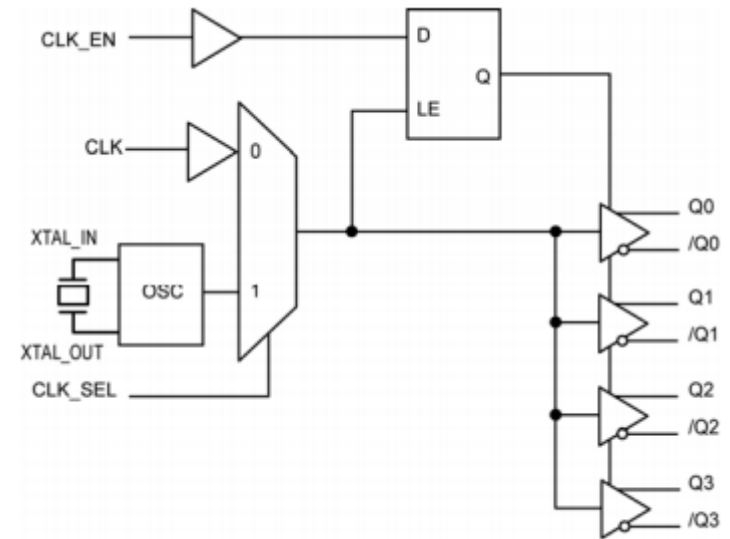 CLK_EN
D
Q
LE
CLK
0
XTAL_IN
OSC
1
XTAL_OUT
CLK_SEL
Q0
/Q0
Q1
/Q1
Q2
/Q2
Q3
/Q3